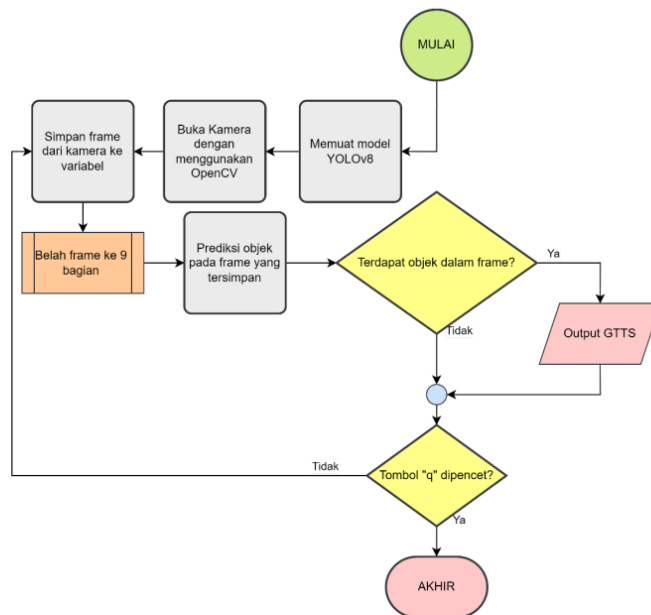 MULAI
Memuat model
YOLOv8
Buka Kamera
dengan
menggunakan
OpenCV
Simpan frame
dari kamera ke
variabel
Belah frame ke 9
bagian
Prediksi objek
pada frame yang
tersimpan
Terdapat objek dalam frame?
Ya
Output GTTS
Tidak
Tombol "q" dipencet?
Tidak
Ya
AKHIR